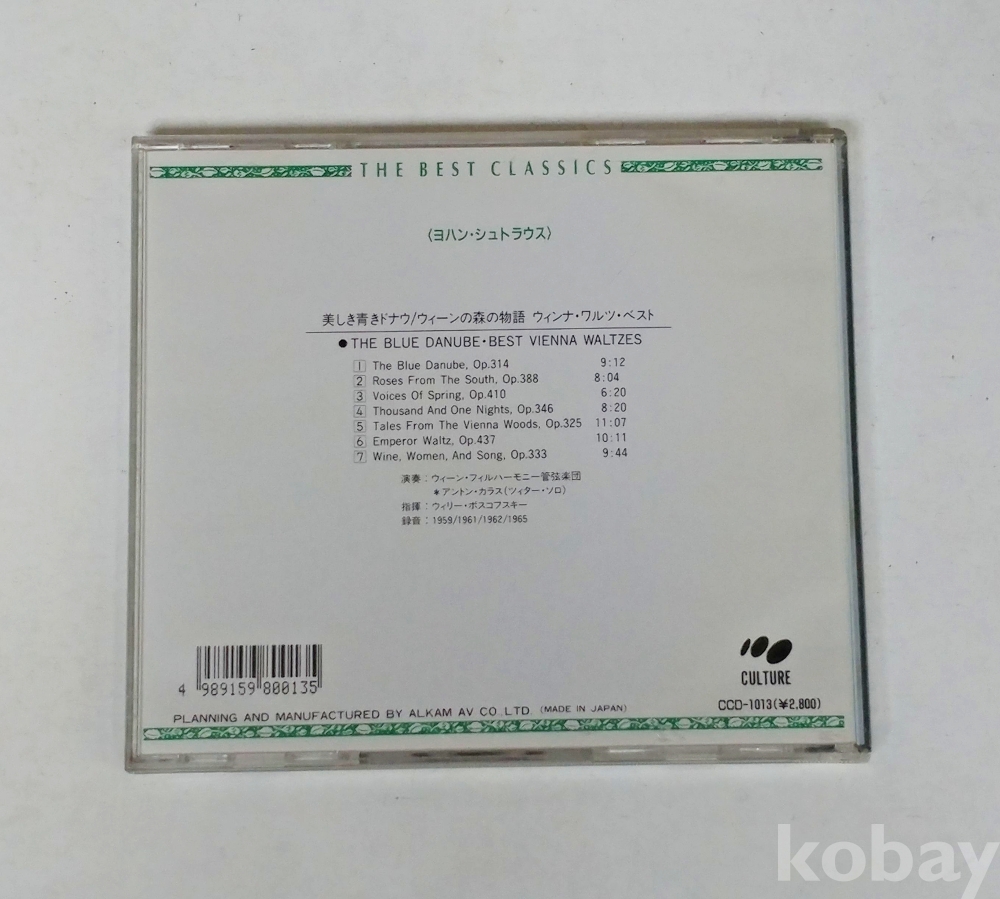 THE BEST CLASSICS
〈ヨハン・シュトラウス〉
美しき青きドナウ/ウィーンの森の物語 ウィンナ・ワルツ・ベスト
●THE BLUE DANUBE・BEST VIENNA WALTZES
1 The Blue Danube, Op.314 9:12
2 Roses From The South, Op.388 8:04
3 Voices Of Spring, Op.410 6:20
4 Thousand And One Nights, Op.346 8:20
5 Tales From The Vienna Woods, Op.325 11:07
6 Emperor Waltz, Op.437 10:11
7 Wine, Women, And Song, Op.333 9:44
演奏：ウィーン・フィルハーモニー管弦楽団
＊アントン・カラス(ツィター・ソロ)
指揮：ウィリー・ボスコフスキー
録音：1959/1961/1962/1965
4 989159 800135
CULTURE
CCD-1013(¥2,800)
PLANNING AND MANUFACTURED BY ALKAM AV CO.,LTD. (MADE IN JAPAN)
kobay